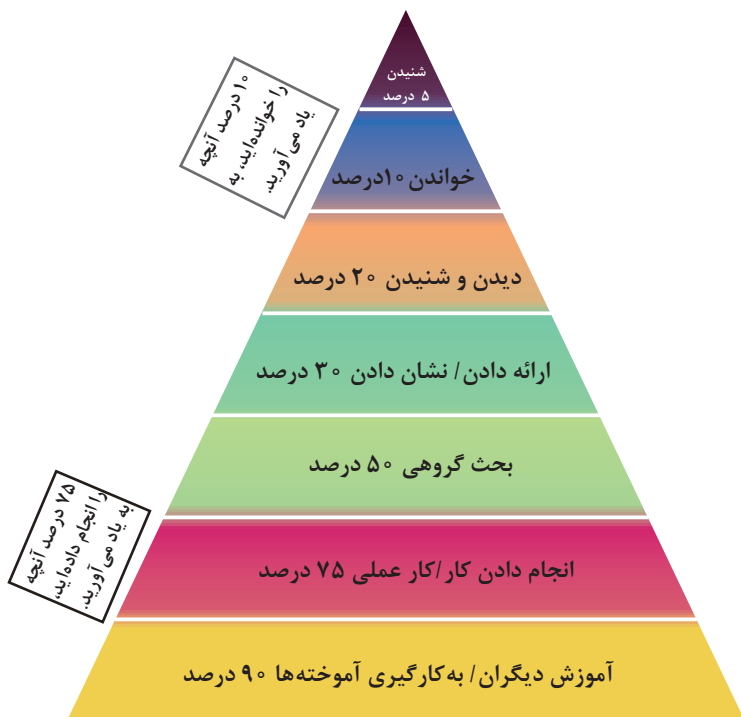 شنیدن
۵ درصد
۱۰ درصد آنچه
را خوانده‌اید، به
یاد می‌آورید.
خواندن ۱۰درصد
دیدن و شنیدن ۲۰ درصد
ارائه دادن/ نشان دادن ۳۰ درصد
بحث گروهی ۵۰ درصد
۷۵ درصد آنچه
را انجام داده‌اید،
به یاد می‌آورید.
انجام دادن کار/کار عملی ۷۵ درصد
آموزش دیگران/ به‌کارگیری آموخته‌ها ۹۰ درصد